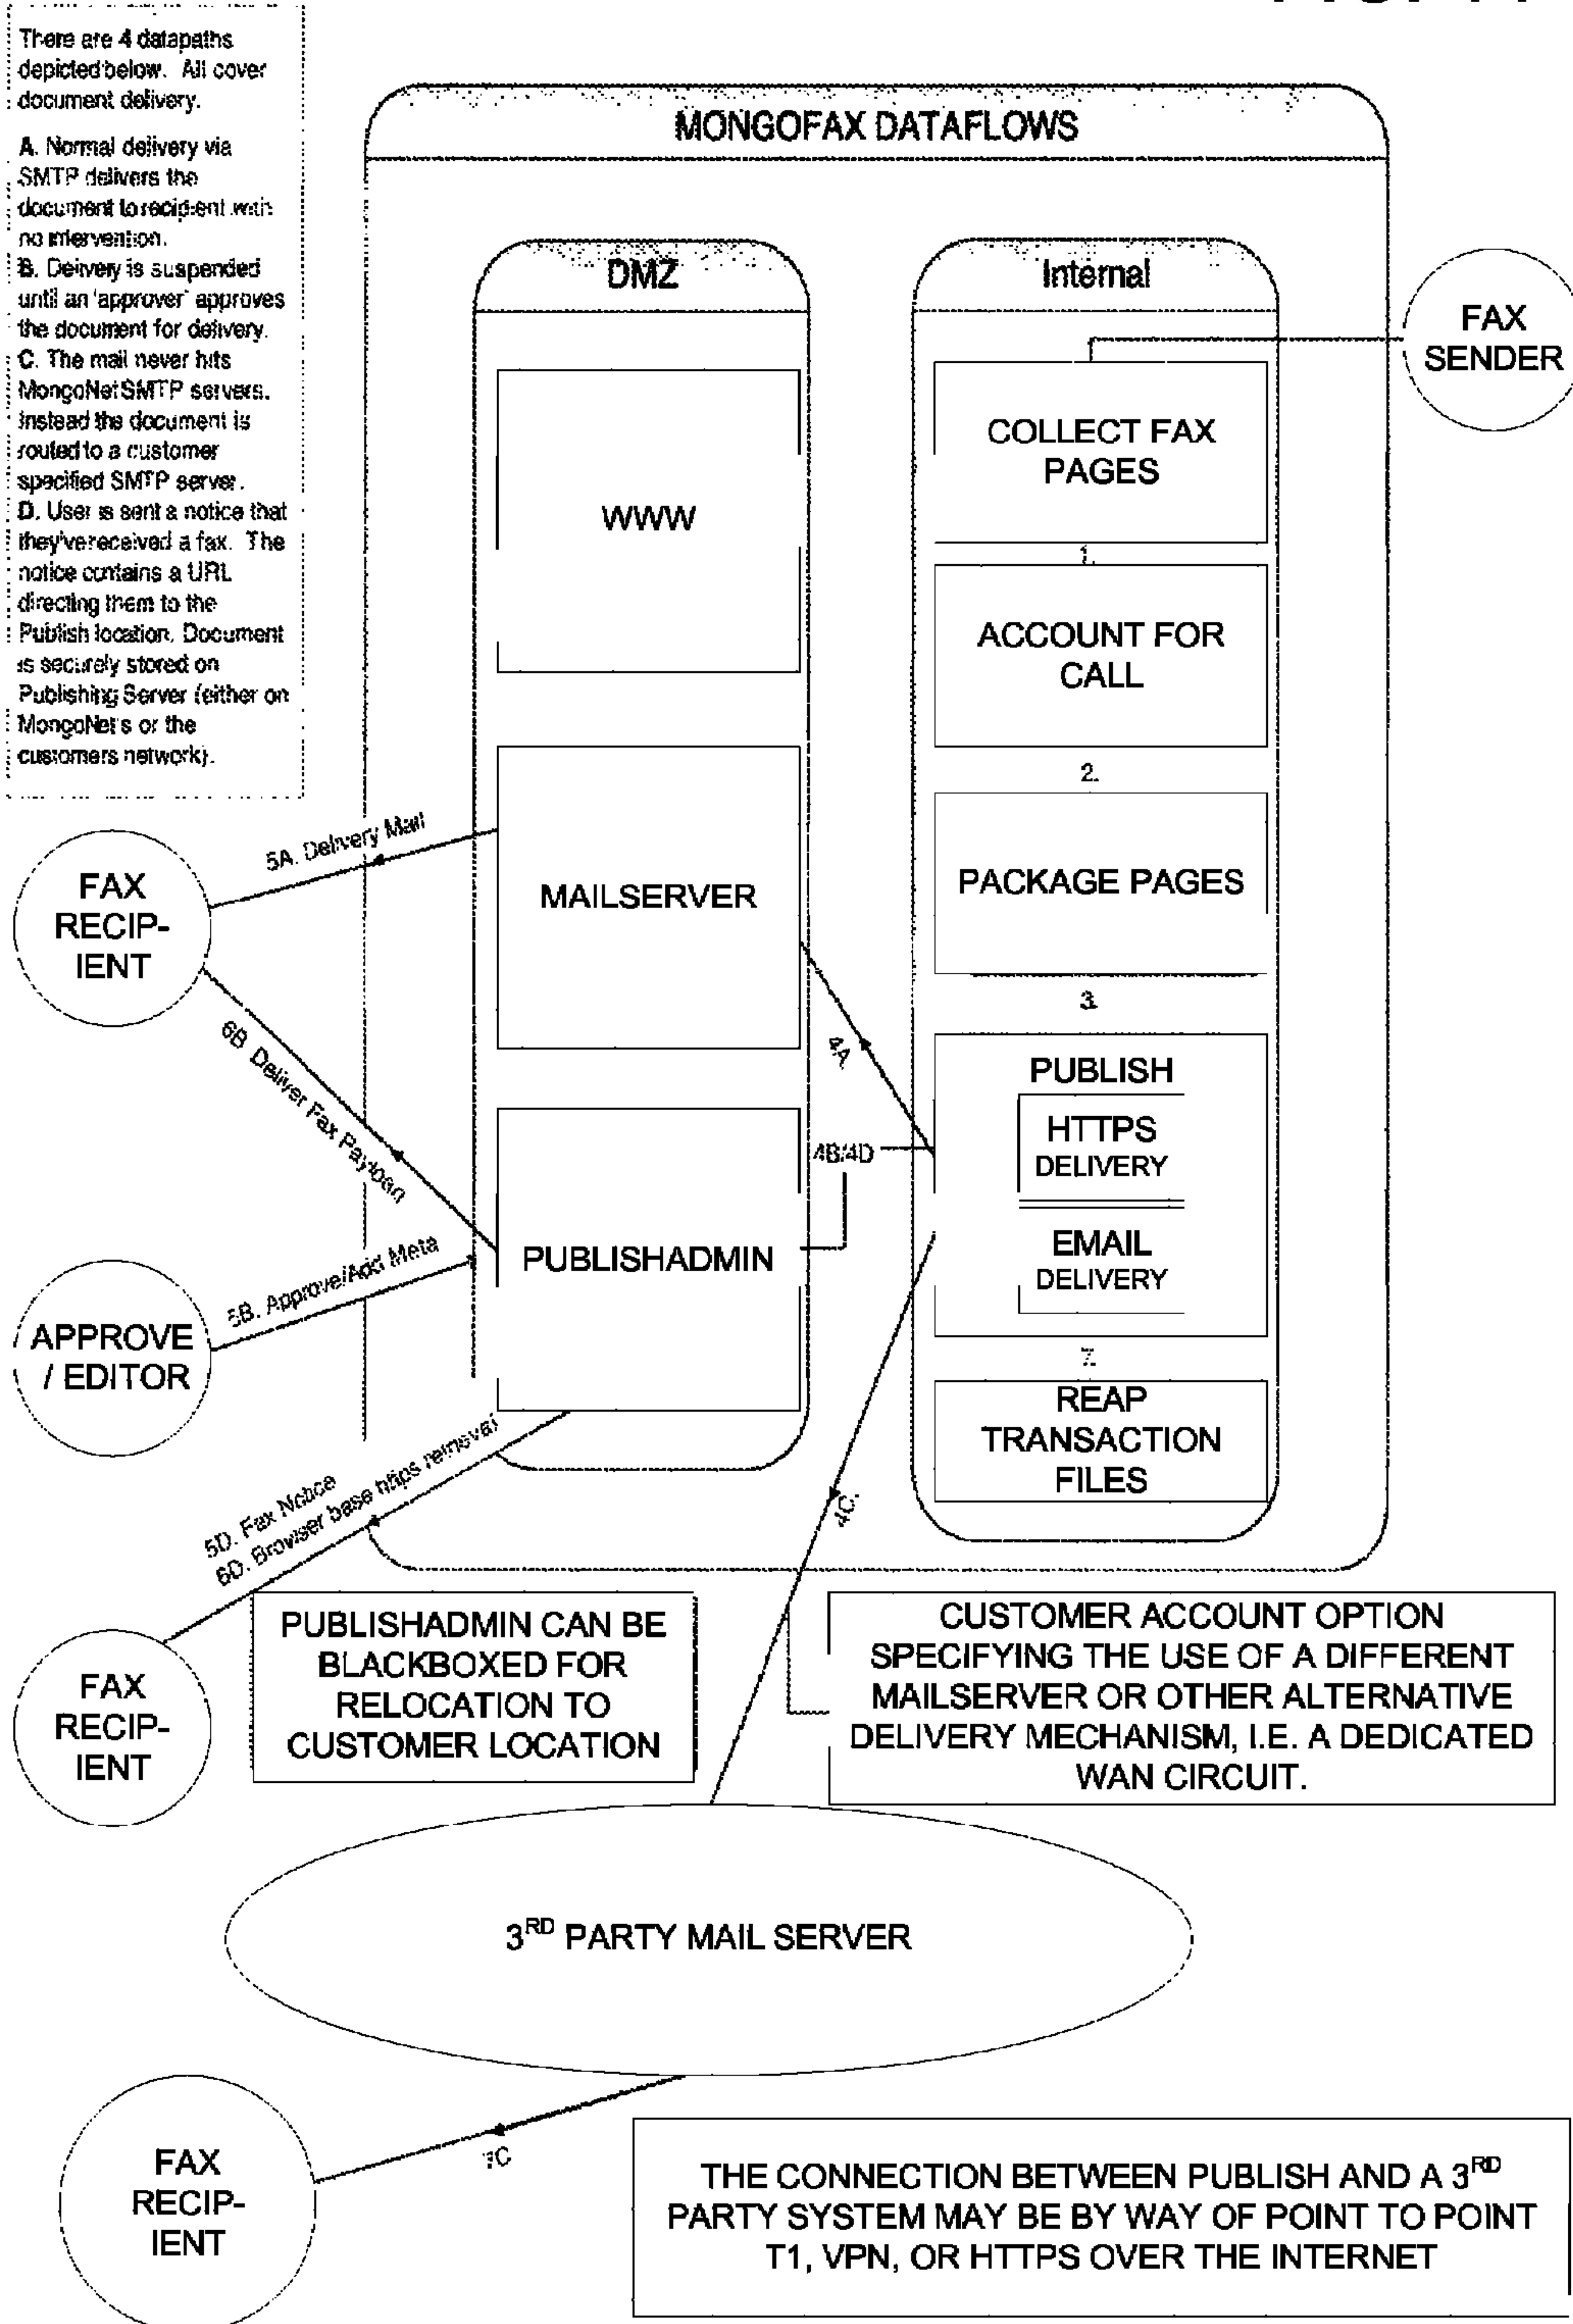 There are 4 datapaths
depicted below. All cover
document delivery.
A. Normal delivery via
SMTP delivers the
document to recipient with
no intervention.
B. Delivery is suspended
until an 'approver' approves
the document for delivery.
C. The mail never hits
MongoNet SMTP servers.
Instead the document is
routed to a customer
specified SMTP server.
D. User is sent a notice that
they've received a fax. The
notice contains a URL
directing them to the
Publish location. Document
is securely stored on
Publishing Server (either on
MongoNet's or the
customers network).
MONGOFAX DATAFLOWS
DMZ
Internal
FAX
SENDER
COLLECT FAX
PAGES
WWW
1.
ACCOUNT FOR
CALL
2.
5A. Delivery Mail
FAX
RECIP-
IENT
MAILSERVER
PACKAGE PAGES
3.
4A.
6B. Deliver Fax Payload
PUBLISH
HTTPS
DELIVERY
4B/4D
EMAIL
DELIVERY
PUBLISHADMIN
5B. Approve/Add Meta
APPROVE
/ EDITOR
7.
REAP
TRANSACTION
FILES
4C.
5D. Fax Notice
6D. Browser base https retrieval
FAX
RECIP-
IENT
PUBLISHADMIN CAN BE
BLACKBOXED FOR
RELOCATION TO
CUSTOMER LOCATION
CUSTOMER ACCOUNT OPTION
SPECIFYING THE USE OF A DIFFERENT
MAILSERVER OR OTHER ALTERNATIVE
DELIVERY MECHANISM, I.E. A DEDICATED
WAN CIRCUIT.
3RD PARTY MAIL SERVER
7C
FAX
RECIP-
IENT
THE CONNECTION BETWEEN PUBLISH AND A 3RD
PARTY SYSTEM MAY BE BY WAY OF POINT TO POINT
T1, VPN, OR HTTPS OVER THE INTERNET